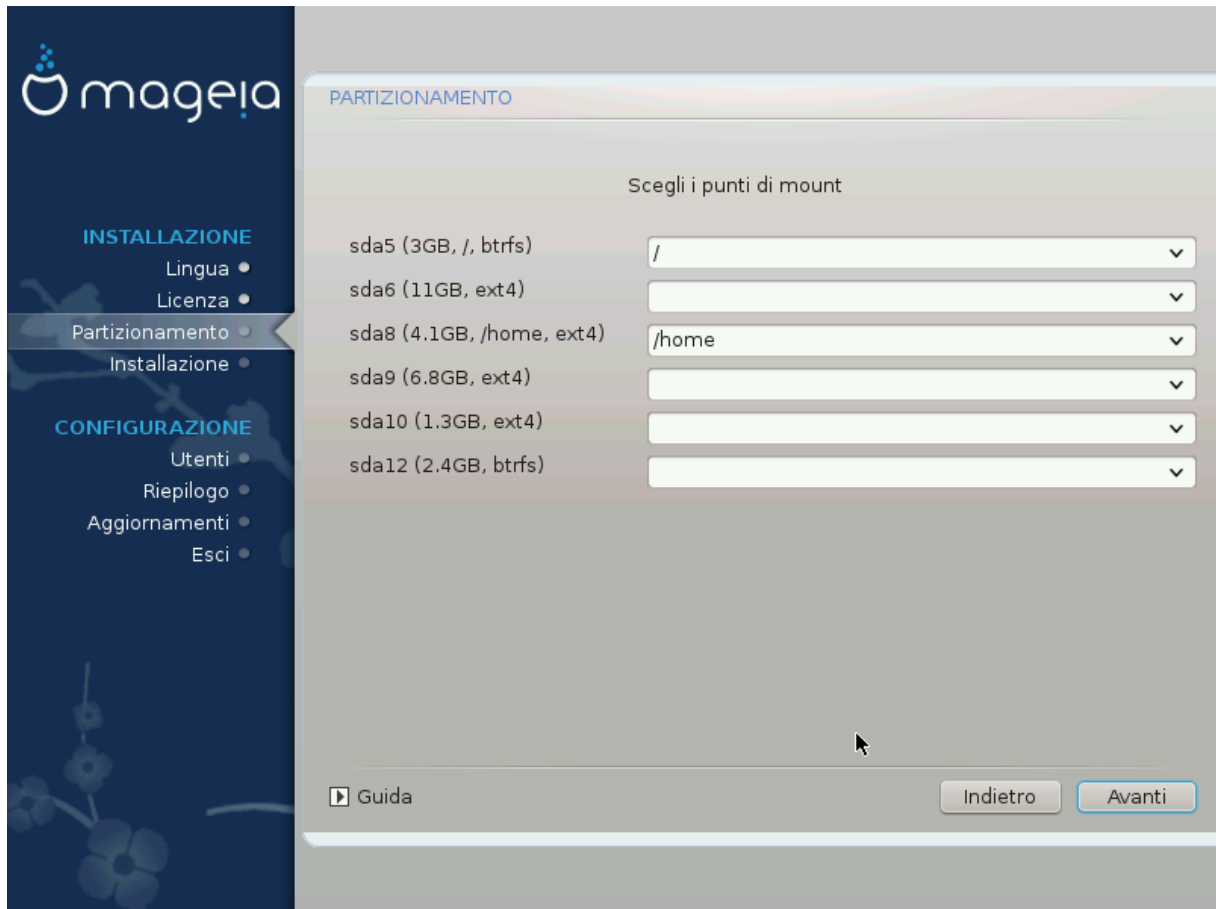 mageia
INSTALLAZIONE
Lingua
Licenza
Partizionamento
Installazione
CONFIGURAZIONE
Utenti
Riepilogo
Aggiornamenti
Esci
PARTIZIONAMENTO
Scegli i punti di mount
sda5 (3GB, /, btrfs) /
sda6 (11GB, ext4)
sda8 (4.1GB, /home, ext4) /home
sda9 (6.8GB, ext4)
sda10 (1.3GB, ext4)
sda12 (2.4GB, btrfs)
Guida Indietro Avanti